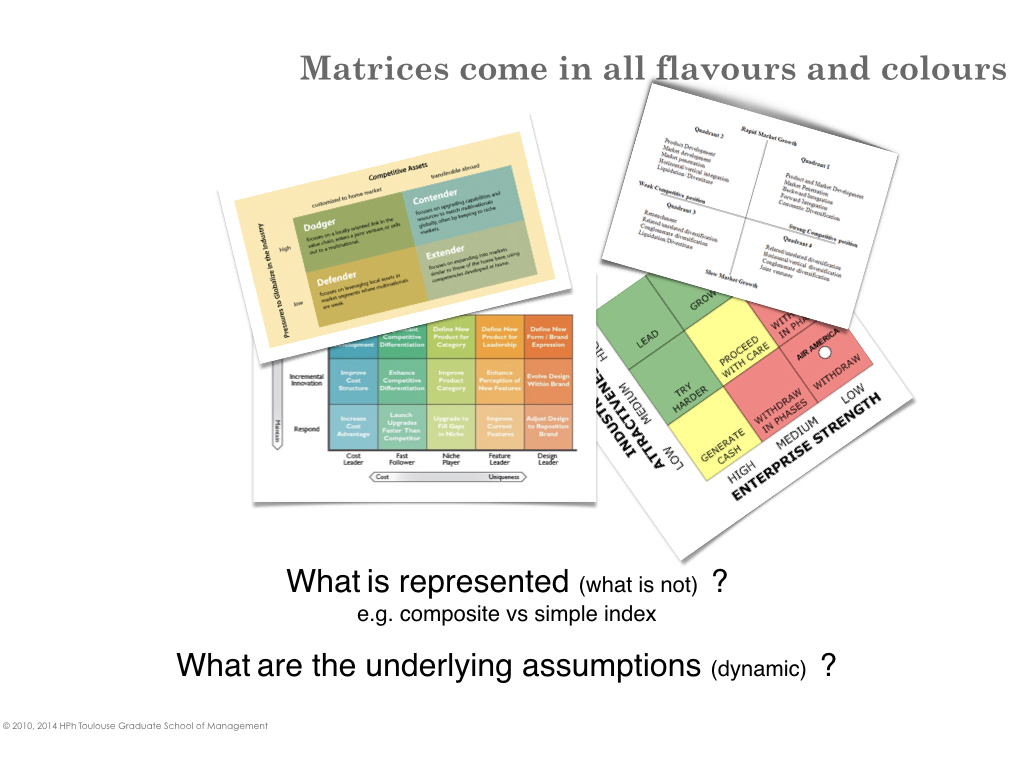 Matrices come in all flavours and colours
Competitive Assets
customized to home market
transferable abroad
Pressures to Globalize in the Industry
high
low
Dodger
focuses on a locally oriented link in the
value chain, enters a joint venture, or sells
out to a multinational.
Contender
focuses on upgrading capabilities and
resources to match multinationals
globally, often by keeping to niche
markets.
Defender
focuses on leveraging local assets in
market segments where multinationals
are weak.
Extender
focuses on expanding into markets
similar to those of the home base, using
competencies developed at home.
Rapid Market Growth
Quadrant 2
Product Development
Market development
Market penetration
Horizontal/vertical integration
Liquidation/ Divestiture
Quadrant 1
Product and Market Development
Market Penetration
Backward Integration
Forward Integration
Concentric Diversification
Weak Competitive position
Strong Competitive position
Quadrant 3
Retrenchment
Related/unrelated diversification
Conglomerate diversification
Liquidation/Divestiture
Quadrant 4
Related/unrelated diversification
Horizontal/vertical diversification
Conglomerate diversification
Joint venture
Slow Market Growth
Competitive
Differentiation
Define New
Product for
Category
Define New
Product for
Leadership
Define New
Form / Brand
Expression
Incremental
Innovation
Improve
Cost
Structure
Enhance
Competitive
Differentiation
Improve
Product
Category
Enhance
Perception of
New Features
Evolve Design
Within Brand
Respond
Increase
Cost
Advantage
Launch
Upgrades
Faster Than
Competitor
Upgrade to
Fill Gaps
in Niche
Improve
Current
Features
Adjust Design
to Reposition
Brand
Maintain
Cost
Leader
Fast
Follower
Niche
Player
Feature
Leader
Design
Leader
Cost
Uniqueness
LEAD
GROW
TRY
HARDER
PROCEED
WITH CARE
WITH
IN PHAS
AIR AMERICA
GENERATE
CASH
WITHDRAW
IN PHASES
WITHDRAW
INDUSTR
ATTRACTIVENES
MEDIUM
LOW
HIGH
MEDIUM
LOW
ENTERPRISE STRENGTH
What is represented (what is not) ?
e.g. composite vs simple index
What are the underlying assumptions (dynamic) ?
© 2010, 2014 HPh Toulouse Graduate School of Management